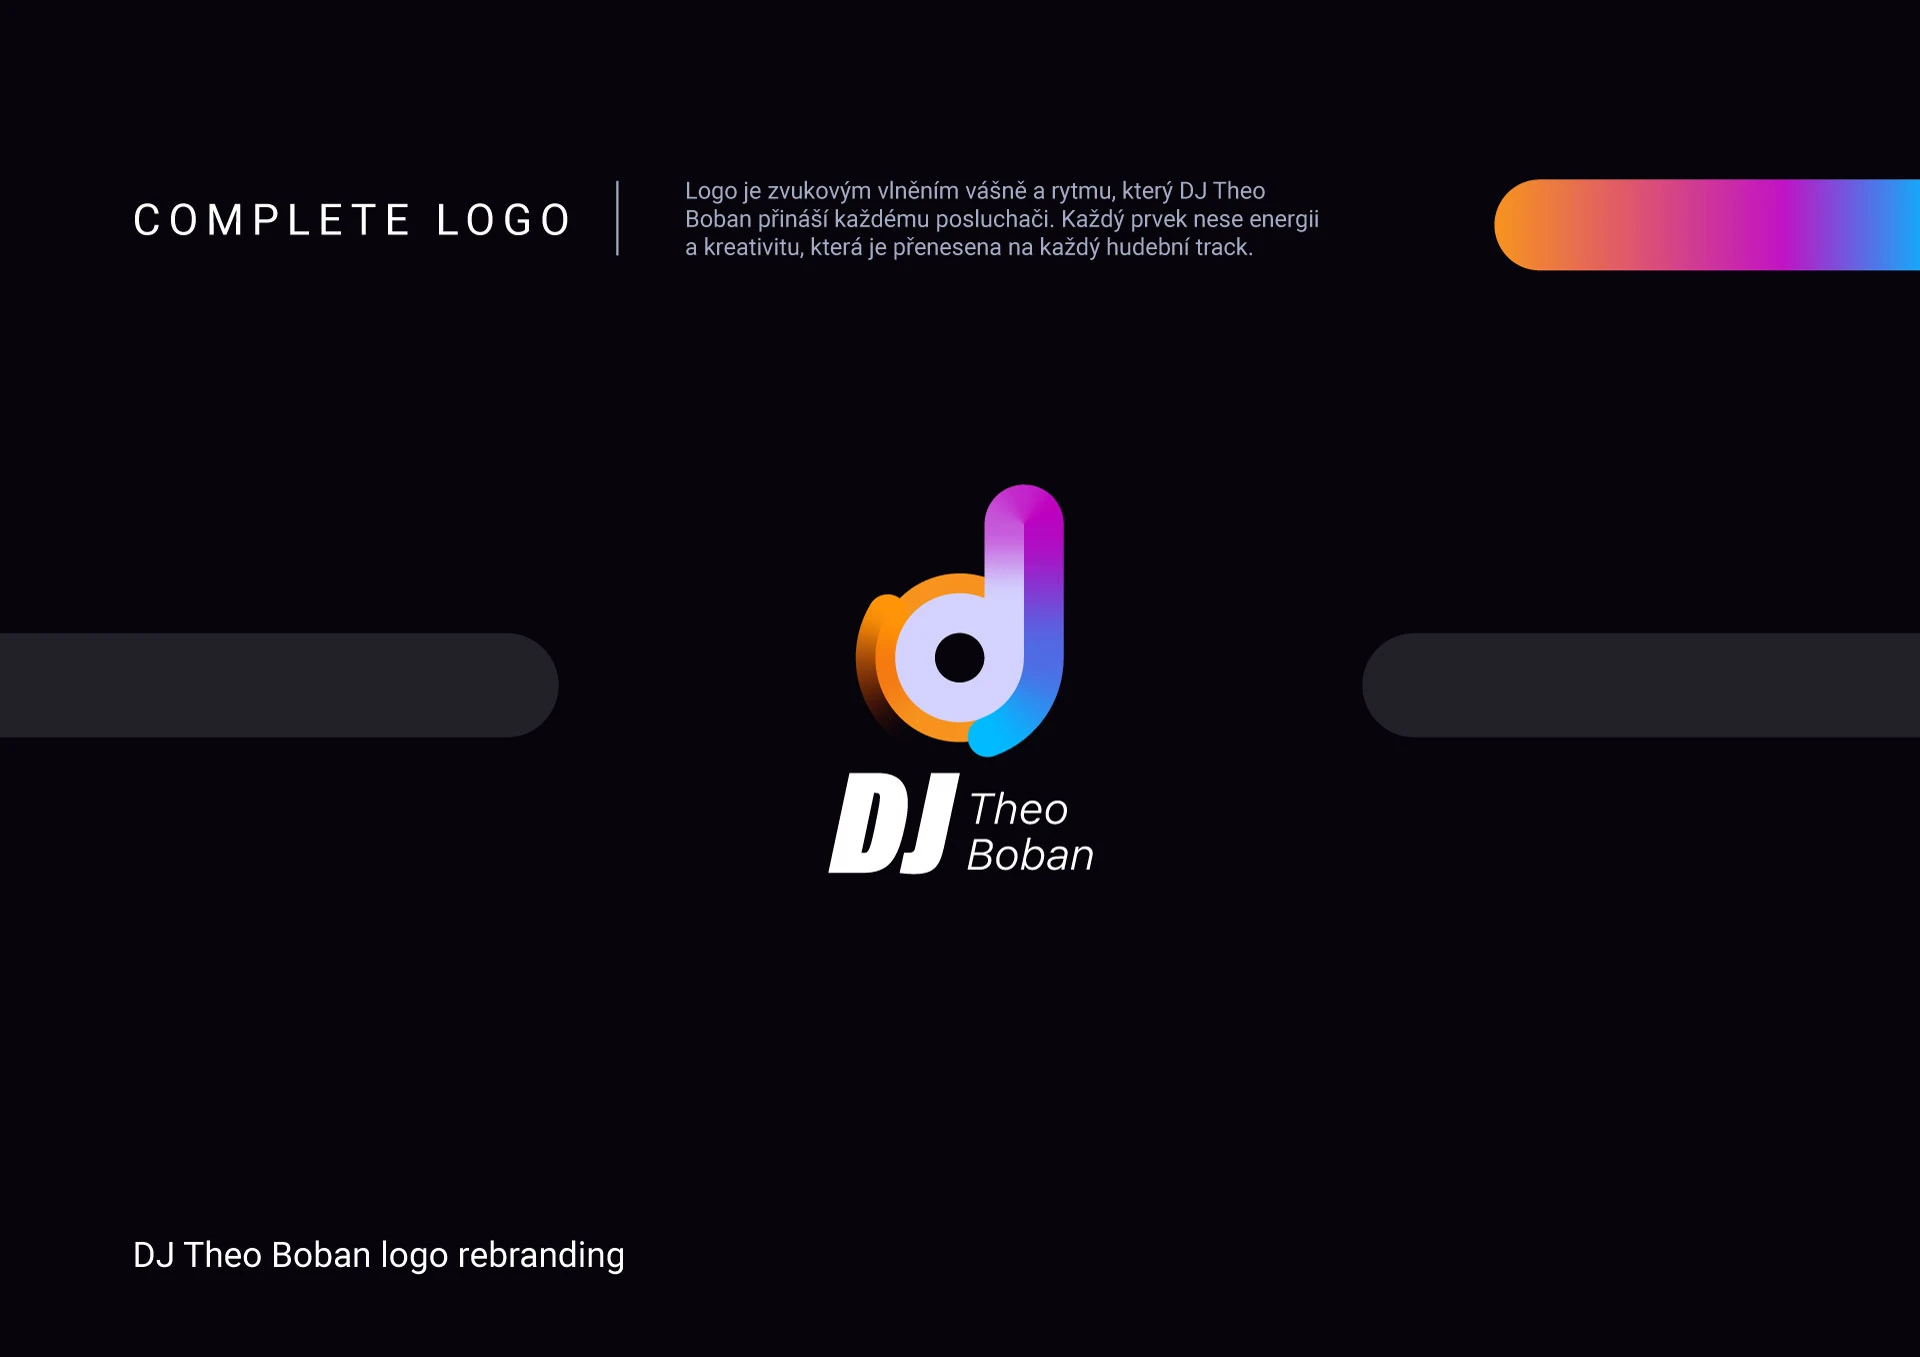 COMPLETE LOGO
Logo je zvukovým vlněním vášně a rytmu, který DJ Theo
Boban přináší každému posluchači. Každý prvek nese energii
a kreativitu, která je přenesena na každý hudební track.
DJ Theo
Boban
DJ Theo Boban logo rebranding